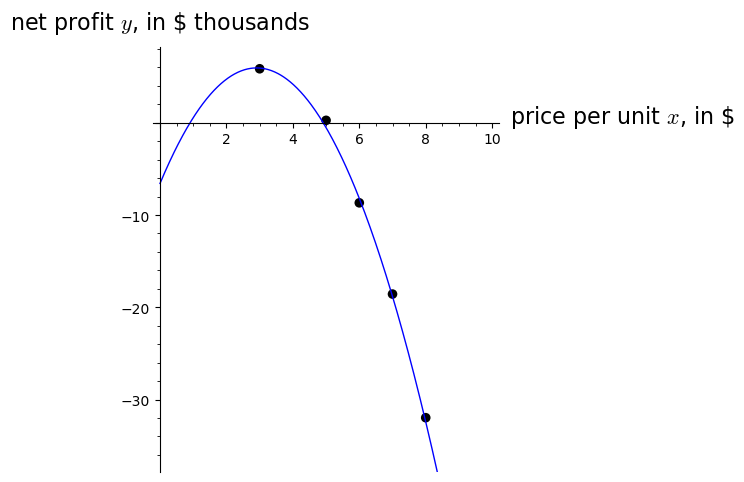 net profit y, in $ thousands
price per unit x, in $
2 4 6 8 10
−10
−20
−30